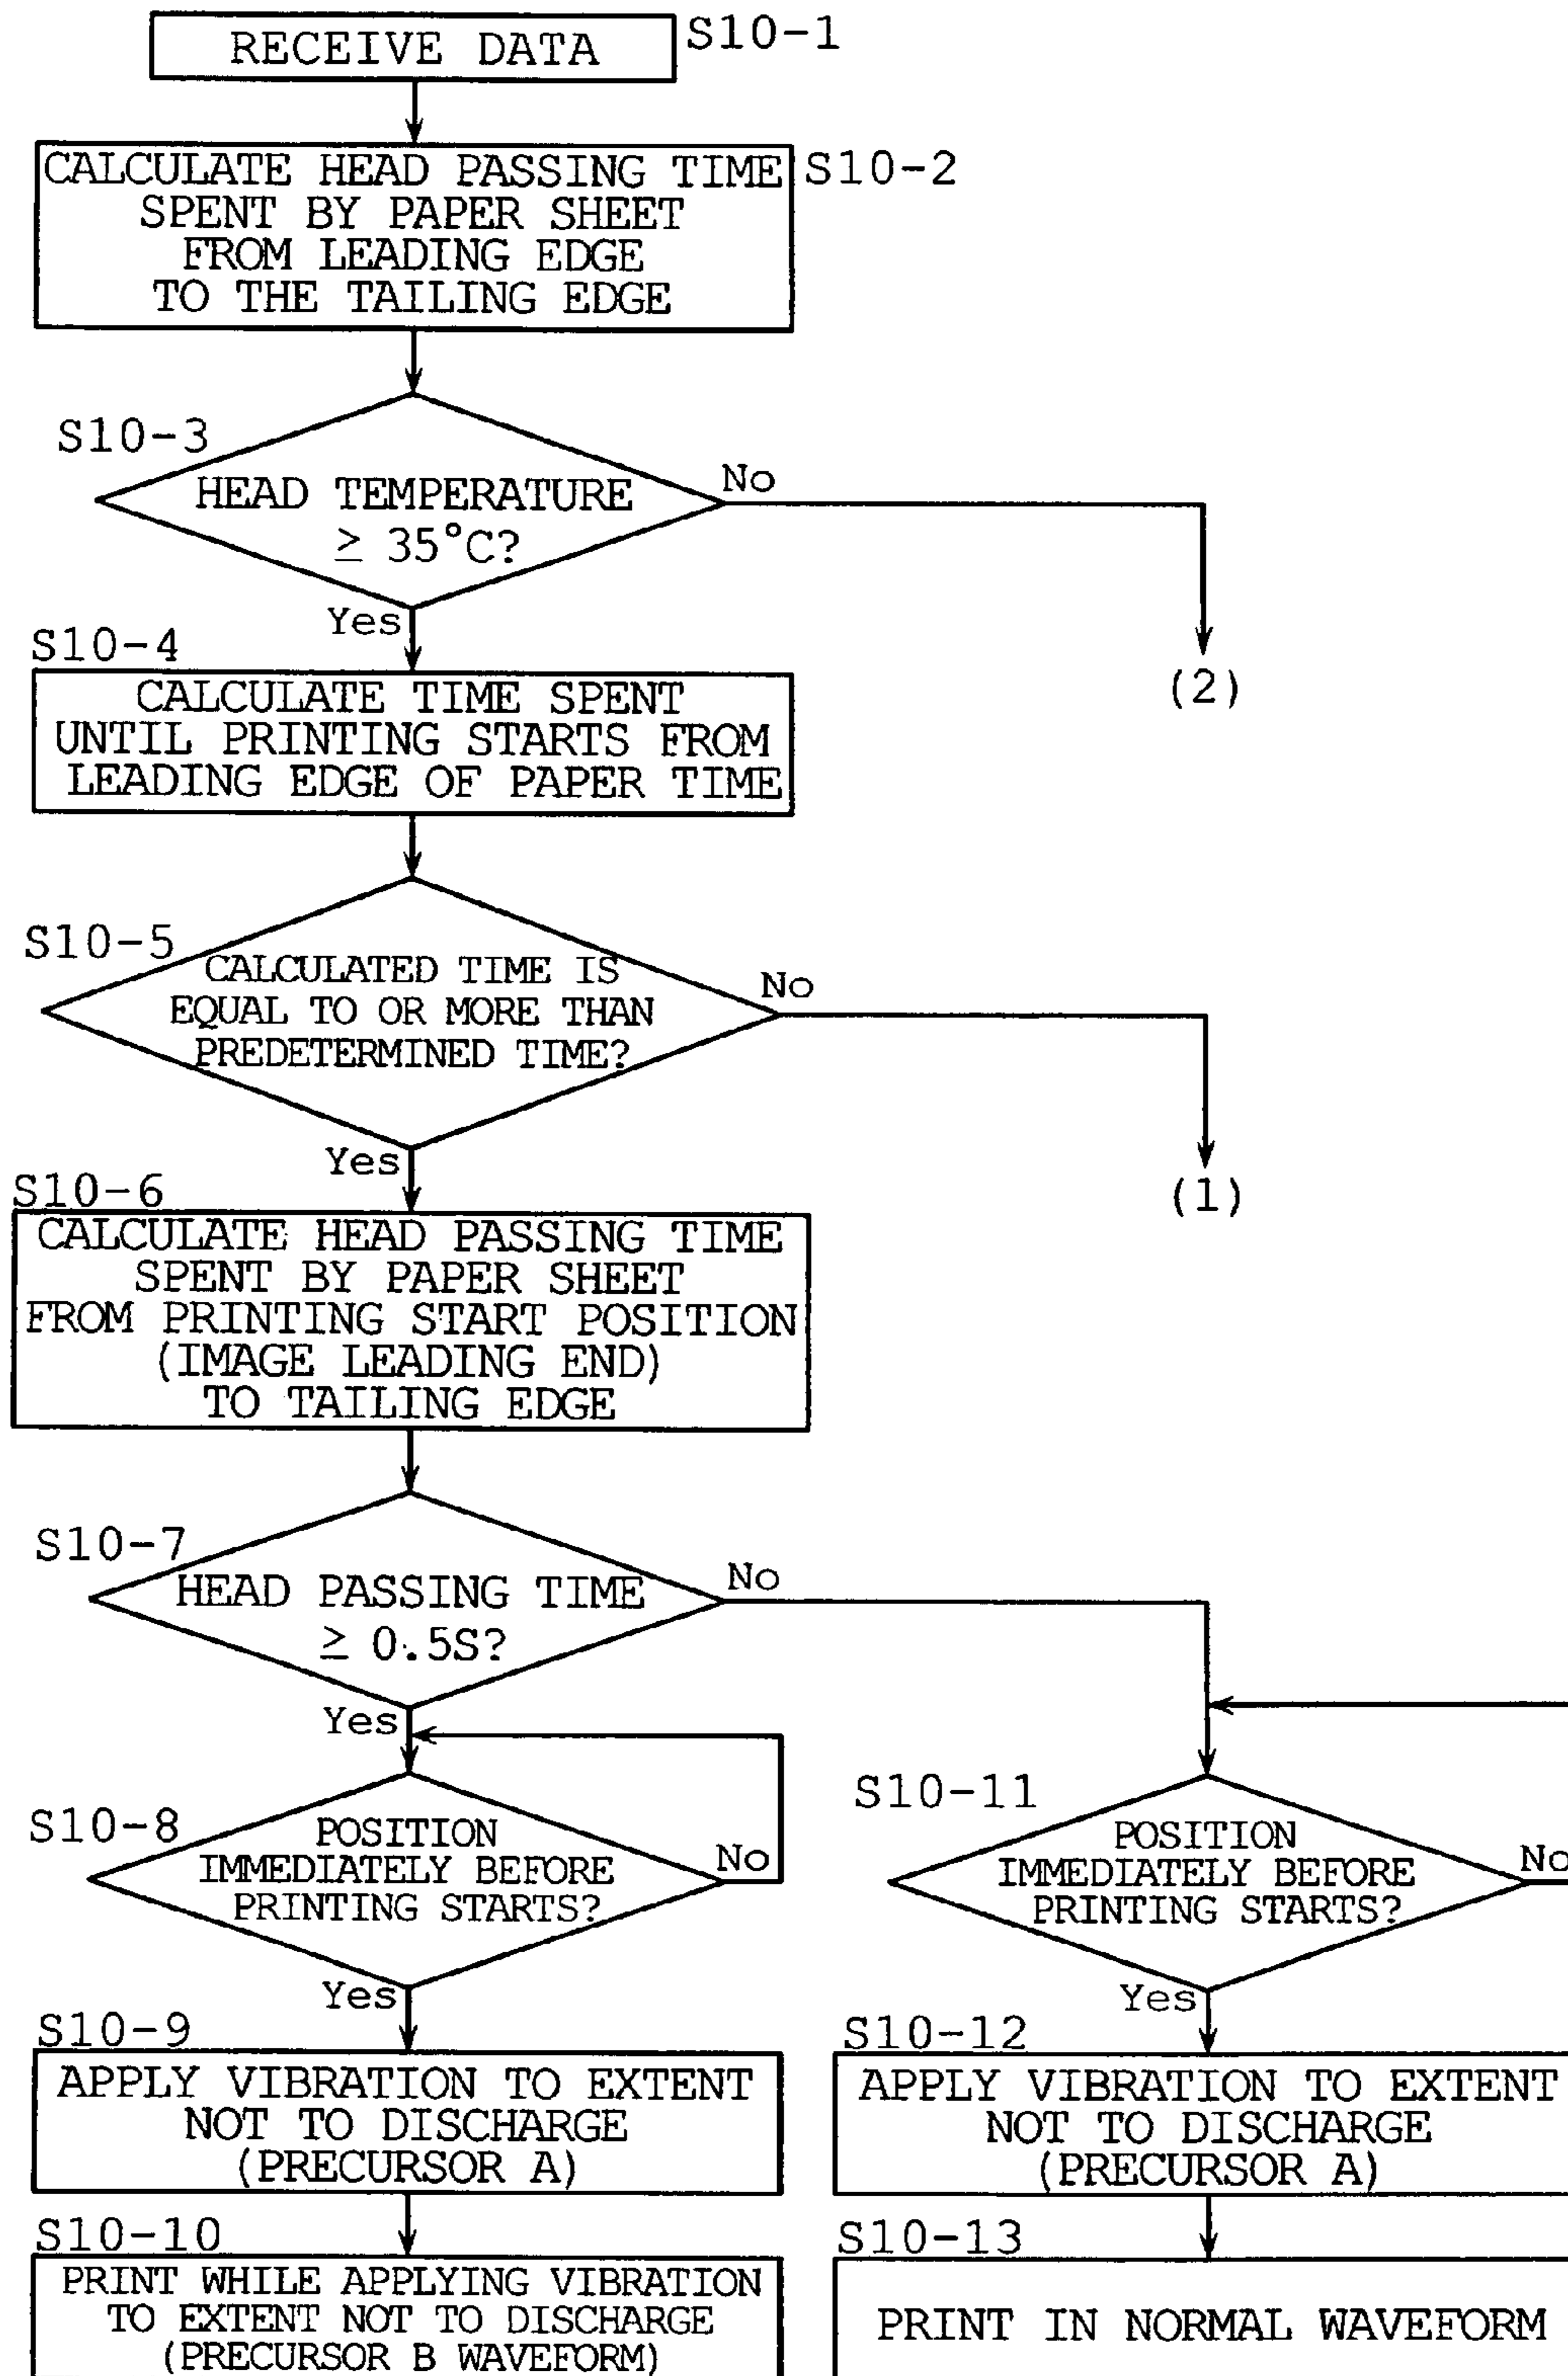 RECEIVE DATA
S10-1
CALCULATE HEAD PASSING TIME
SPENT BY PAPER SHEET
FROM LEADING EDGE
TO THE TAILING EDGE
S10-2
S10-3
HEAD TEMPERATURE
≥ 35°C?
No
(2)
Yes
S10-4
CALCULATE TIME SPENT
UNTIL PRINTING STARTS FROM
LEADING EDGE OF PAPER TIME
S10-5
CALCULATED TIME IS
EQUAL TO OR MORE THAN
PREDETERMINED TIME?
No
(1)
Yes
S10-6
CALCULATE HEAD PASSING TIME
SPENT BY PAPER SHEET
FROM PRINTING START POSITION
(IMAGE LEADING END)
TO TAILING EDGE
S10-7
HEAD PASSING TIME
≥ 0.5S?
No
Yes
S10-8
POSITION
IMMEDIATELY BEFORE
PRINTING STARTS?
No
Yes
S10-9
APPLY VIBRATION TO EXTENT
NOT TO DISCHARGE
(PRECURSOR A)
S10-10
PRINT WHILE APPLYING VIBRATION
TO EXTENT NOT TO DISCHARGE
(PRECURSOR B WAVEFORM)
S10-11
POSITION
IMMEDIATELY BEFORE
PRINTING STARTS?
No
Yes
S10-12
APPLY VIBRATION TO EXTENT
NOT TO DISCHARGE
(PRECURSOR A)
S10-13
PRINT IN NORMAL WAVEFORM